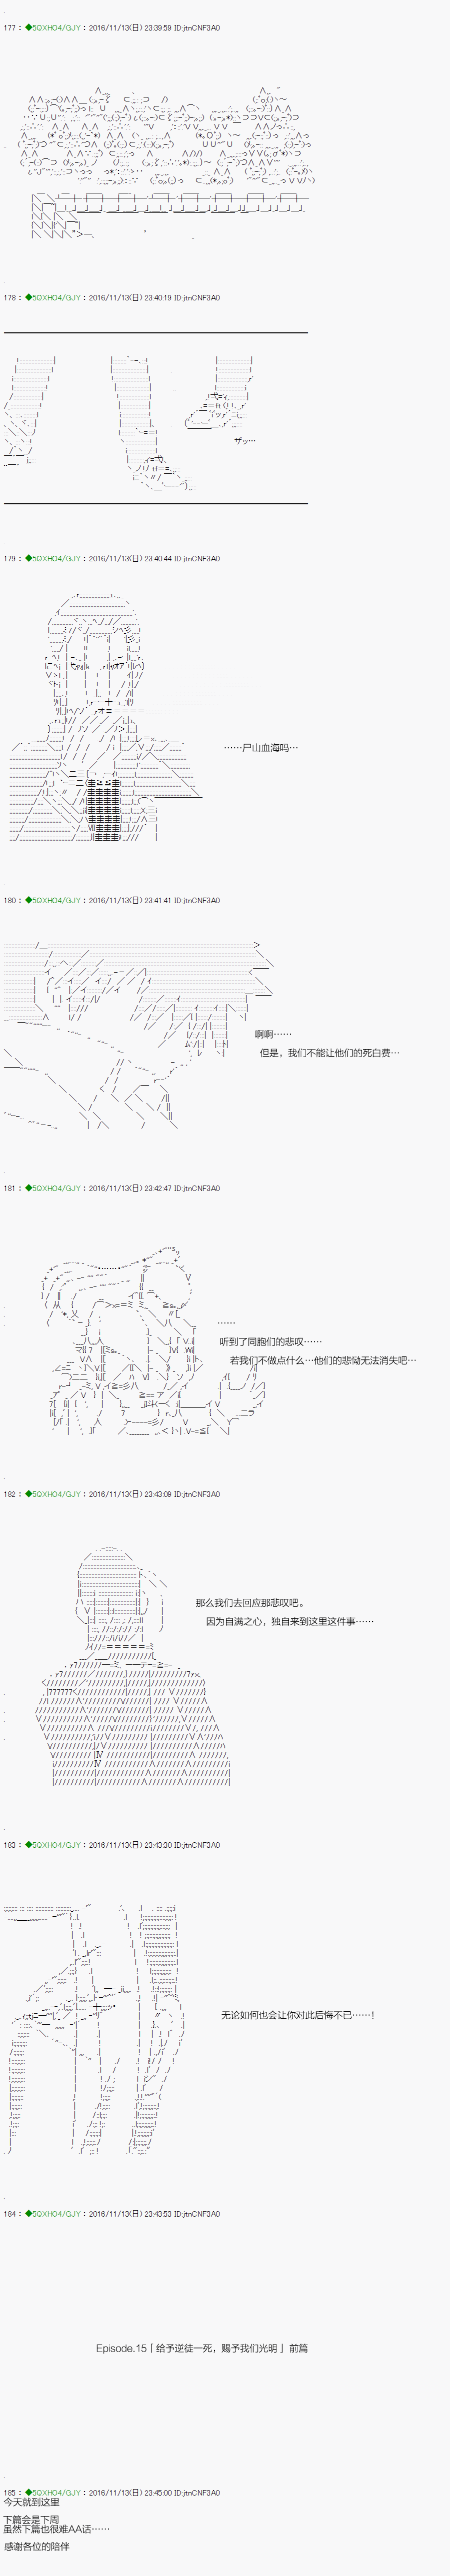 177 : ◆5QXHO4/GJY : 2016/11/13(日) 23:39:59 ID:jtnCNF3A0
178 : ◆5QXHO4/GJY : 2016/11/13(日) 23:40:19 ID:jtnCNF3A0
ザッ…
179 : ◆5QXHO4/GJY : 2016/11/13(日) 23:40:44 ID:jtnCNF3A0
……尸山血海吗…
180 : ◆5QXHO4/GJY : 2016/11/13(日) 23:41:41 ID:jtnCNF3A0
啊啊……
但是，我们不能让他们的死白费…
181 : ◆5QXHO4/GJY : 2016/11/13(日) 23:42:47 ID:jtnCNF3A0
……
听到了同胞们的悲叹……
若我们不做点什么…他们的悲恸无法消失吧…
182 : ◆5QXHO4/GJY : 2016/11/13(日) 23:43:09 ID:jtnCNF3A0
那么我们去回应那悲叹吧。
因为自满之心，独自来到这里这件事……
183 : ◆5QXHO4/GJY : 2016/11/13(日) 23:43:30 ID:jtnCNF3A0
无论如何也会让你对此后悔不已……!
184 : ◆5QXHO4/GJY : 2016/11/13(日) 23:43:53 ID:jtnCNF3A0
Episode.15「给予逆徒一死，赐予我们光明」前篇
185 : ◆5QXHO4/GJY : 2016/11/13(日) 23:45:00 ID:jtnCNF3A0
今天就到这里
下篇会是下周
虽然下篇也很难AA话……
感谢各位的陪伴